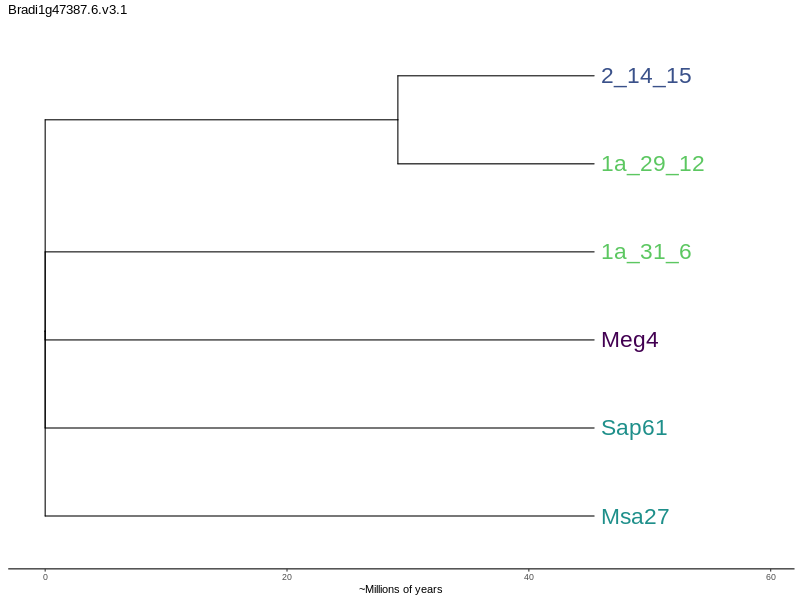 Bradi1g47387.6.v3.1
2_14_15
1a_29_12
1a_31_6
Meg4
Sap61
Msa27
0 20 40 60
~Millions of years